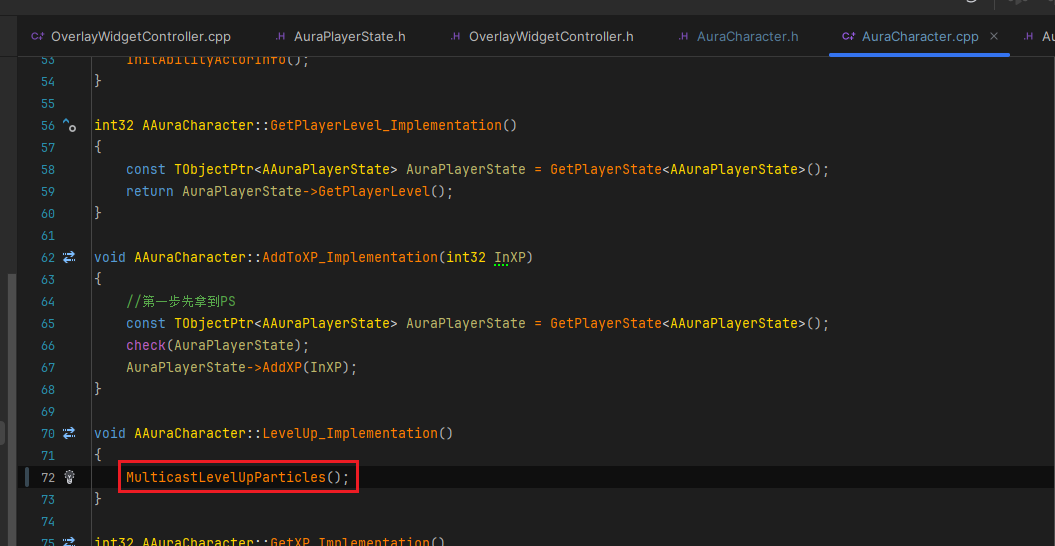 C++ OverlayWidgetController.cpp .H AuraPlayerState.h .H OverlayWidgetController.h .H AuraCharacter.h C++ AuraCharacter.cpp × .H
53 InitAbilityActorInfo();
54 }
55
56 int32 AAuraCharacter::GetPlayerLevel_Implementation()
57 {
58 const TObjectPtr<AAuraPlayerState> AuraPlayerState = GetPlayerState<AAuraPlayerState>();
59 return AuraPlayerState->GetPlayerLevel();
60 }
61
62 void AAuraCharacter::AddToXP_Implementation(int32 InXP)
63 {
64 //第一步先拿到PS
65 const TObjectPtr<AAuraPlayerState> AuraPlayerState = GetPlayerState<AAuraPlayerState>();
66 check(AuraPlayerState);
67 AuraPlayerState->AddXP(InXP);
68 }
69
70 void AAuraCharacter::LevelUp_Implementation()
71 {
72 MulticastLevelUpParticles();
73 }
74
75 int32 AAuraCharacter::GetXP_Implementation()